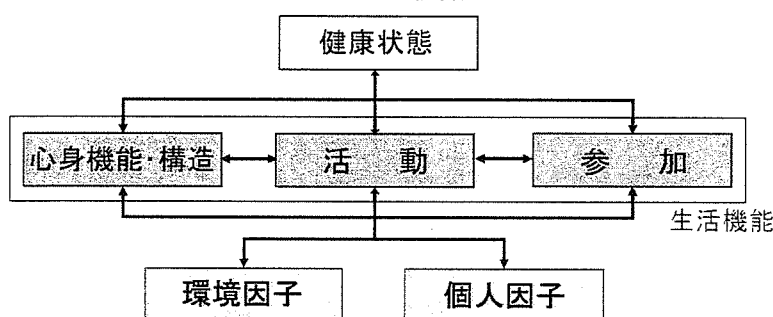 健康状態
心身機能・構造
活 動
参 加
生活機能
環境因子
個人因子